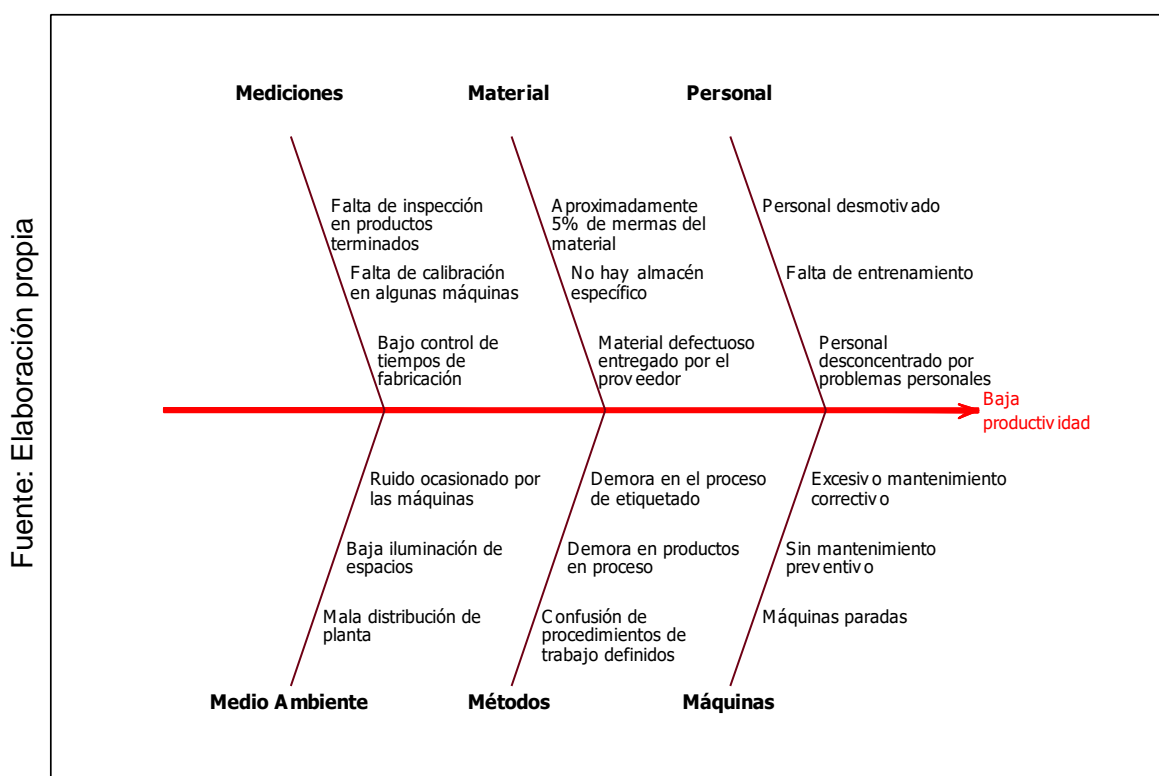 Fuente: Elaboración propia
Mediciones
Material
Personal
Falta de inspección
en productos
terminados
Falta de calibración
en algunas máquinas
Bajo control de
tiempos de
fabricación
Aproximadamente
5% de mermas del
material
No hay almacén
específico
Material defectuoso
entregado por el
proveedor
Personal desmotivado
Falta de entrenamiento
Personal
desconcentrado por
problemas personales
Baja
productividad
Ruido ocasionado por
las máquinas
Baja iluminación de
espacios
Mala distribución de
planta
Demora en el proceso
de etiquetado
Demora en productos
en proceso
Confusión de
procedimientos de
trabajo definidos
Excesivo mantenimiento
correctivo
Sin mantenimiento
preventivo
Máquinas paradas
Medio Ambiente
Métodos
Máquinas